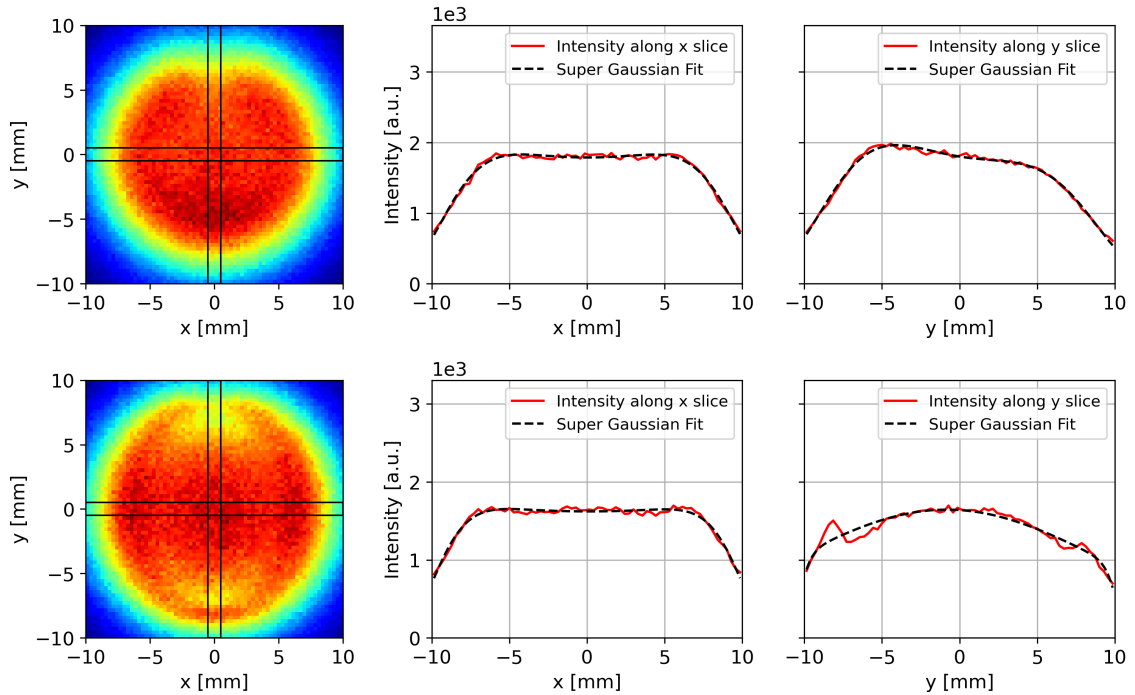 10
5
0
−5
−10
y [mm]
−10 −5 0 5 10
x [mm]
1e3
3
2
1
0
Intensity [a.u.]
Intensity along x slice
Super Gaussian Fit
−10 −5 0 5 10
x [mm]
Intensity along y slice
Super Gaussian Fit
−10 −5 0 5 10
y [mm]
10
5
0
−5
−10
y [mm]
−10 −5 0 5 10
x [mm]
1e3
3
2
1
0
Intensity [a.u.]
Intensity along x slice
Super Gaussian Fit
−10 −5 0 5 10
x [mm]
Intensity along y slice
Super Gaussian Fit
−10 −5 0 5 10
y [mm]